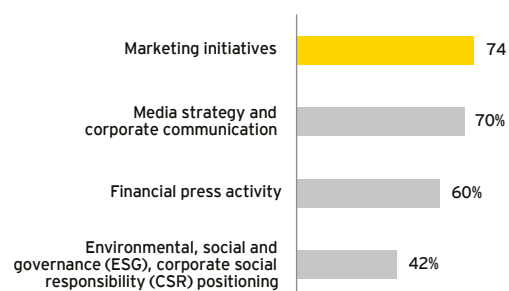 Marketing initiatives 74
Media strategy and
corporate communication 70%
Financial press activity 60%
Environmental, social and
governance (ESG), corporate social 42%
responsibility (CSR) positioning